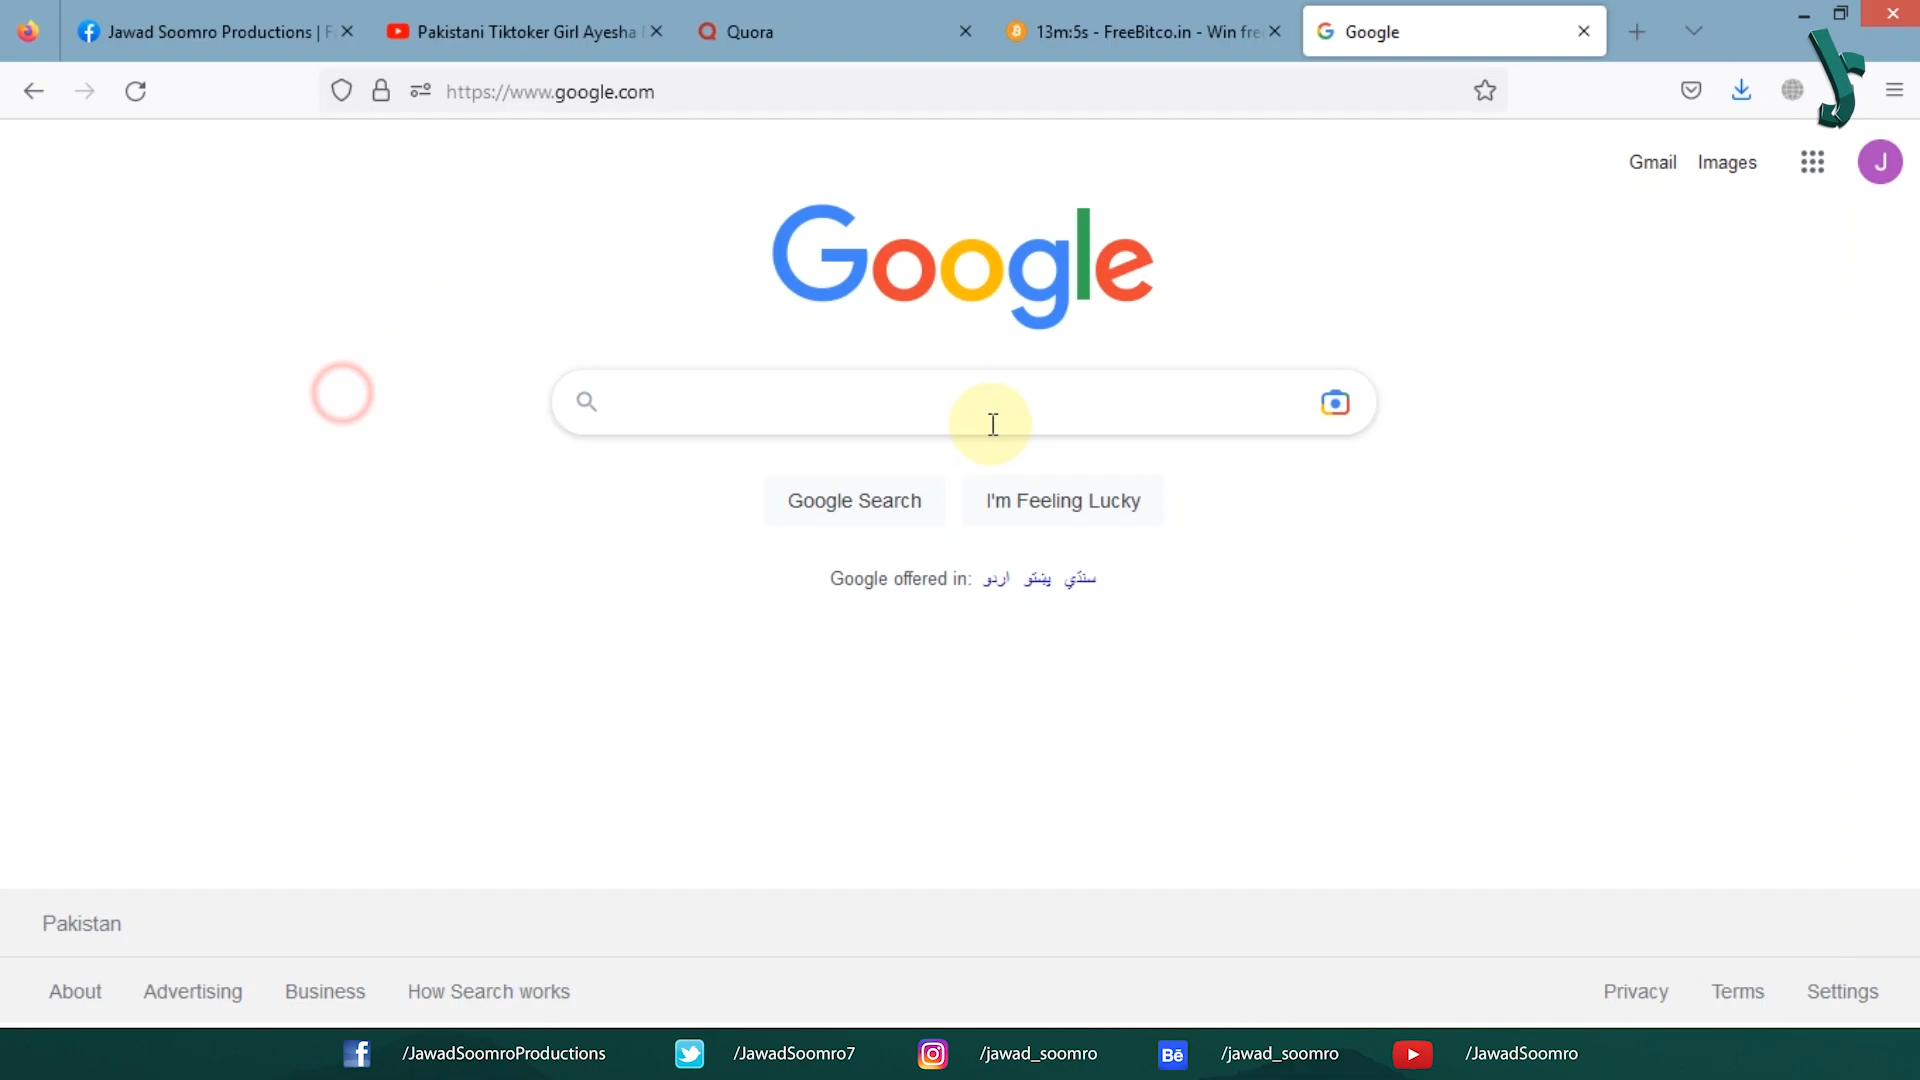 Jawad Soomro Productions | F
Pakistani Tiktoker Girl Ayesha
Quora
13m:5s - FreeBitco.in - Win fre
Google
https://www.google.com
Gmail
Images
J
Google
Google Search
I'm Feeling Lucky
Google offered in: اردو پښتو سنڌي
Pakistan
About
Advertising
Business
How Search works
Privacy
Terms
Settings
/JawadSoomroProductions
/JawadSoomro7
/jawad_soomro
Bē
/jawad_soomro
/JawadSoomro